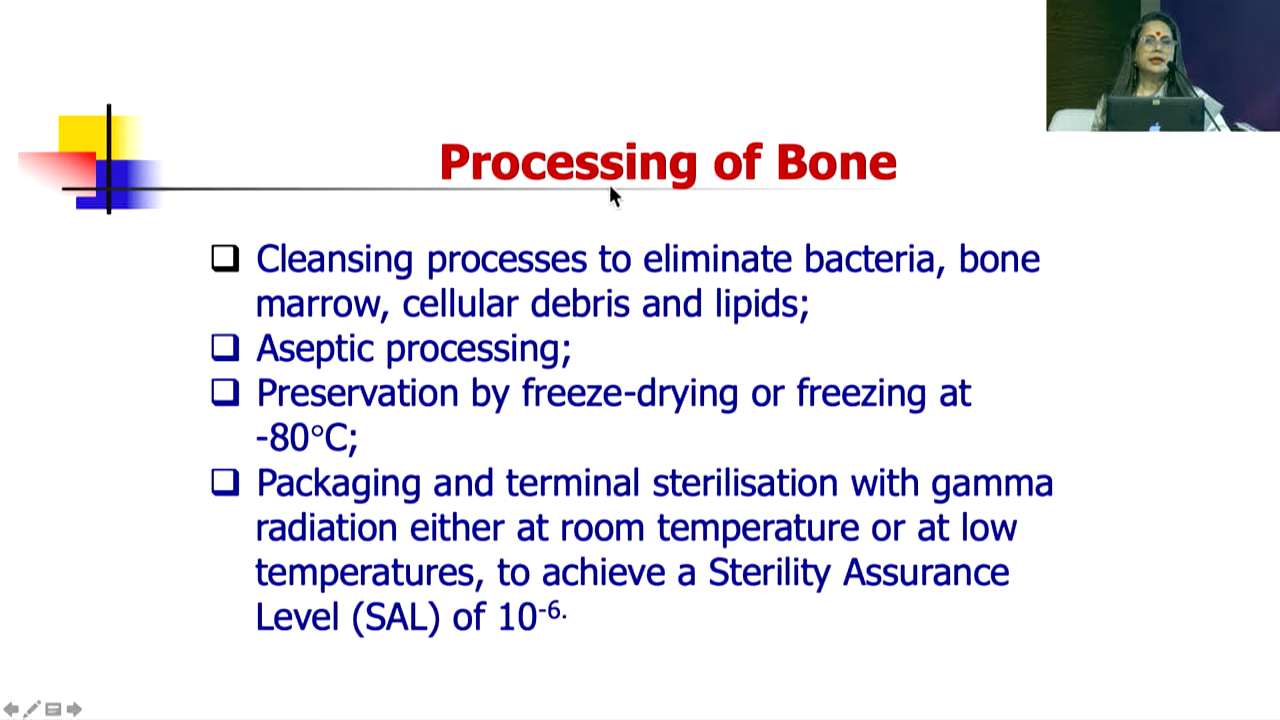 Processing of Bone
Cleansing processes to eliminate bacteria, bone
marrow, cellular debris and lipids;
Aseptic processing;
Preservation by freeze-drying or freezing at
-80°C;
Packaging and terminal sterilisation with gamma
radiation either at room temperature or at low
temperatures, to achieve a Sterility Assurance
Level (SAL) of 10-6.